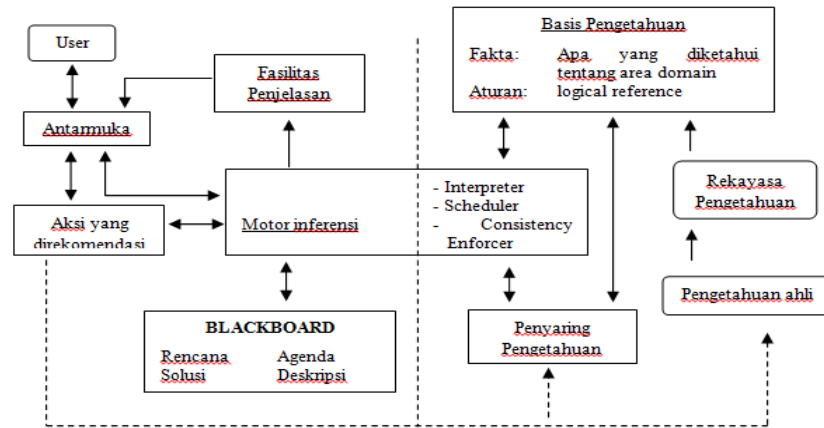 User
Antarmuka
Aksi yang
direkomendasi
Fasilitas
Penjelasan
Motor inferensi
- Interpreter
- Scheduler
- Consistency
Enforcer
BLACKBOARD
Rencana Agenda
Solusi Deskripsi
Basis Pengetahuan
Fakta: Apa yang diketahui
tentang area domain
Aturan: logical reference
Penyaring
Pengetahuan
Rekayasa
Pengetahuan
Pengetahuan ahli